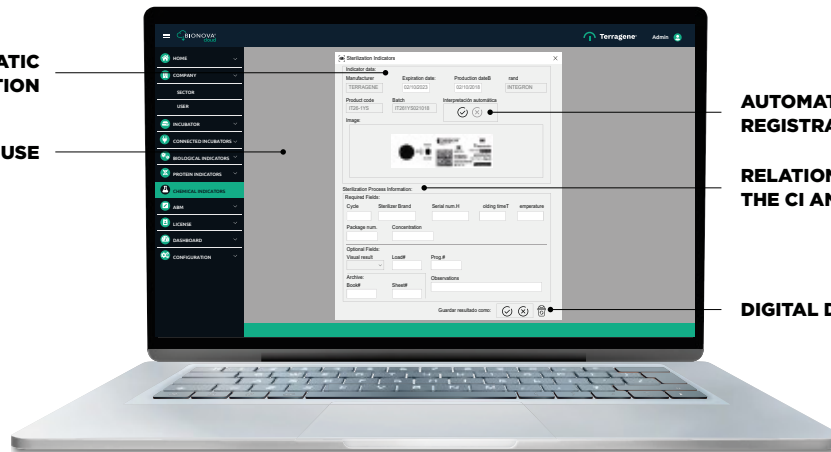 BIONOVA®
cloud
Terragene®
Admin
ATIC
TION
USE
HOME
COMPANY
SECTOR
USER
INCUBATOR
CONNECTED INCUBATORS
BIOLOGICAL INDICATORS
PROTEIN INDICATORS
CHEMICAL INDICATORS
ABM
LICENSE
DASHBOARD
CONFIGURATION
Sterilization Indicators
Indicator data:
Manufacturer Expiration date: Production dateB rand
TERRAGENE 02/10/2023 02/10/2018 INTEGRON
Product code Batch Interpretación automática
IT26-1YS
Image:
Sterilization Process Information:
Required Fields:
Cycle Sterilizer Brand Serial num.H olding timeT emperature
Package num. Concentration
Optional Fields:
Visual result Load# Prog.#
Archive: Observations
Book# Sheet#
Guardar resultado como:
AUTOMAT
REGISTRA
RELATION
THE CI AN
DIGITAL D